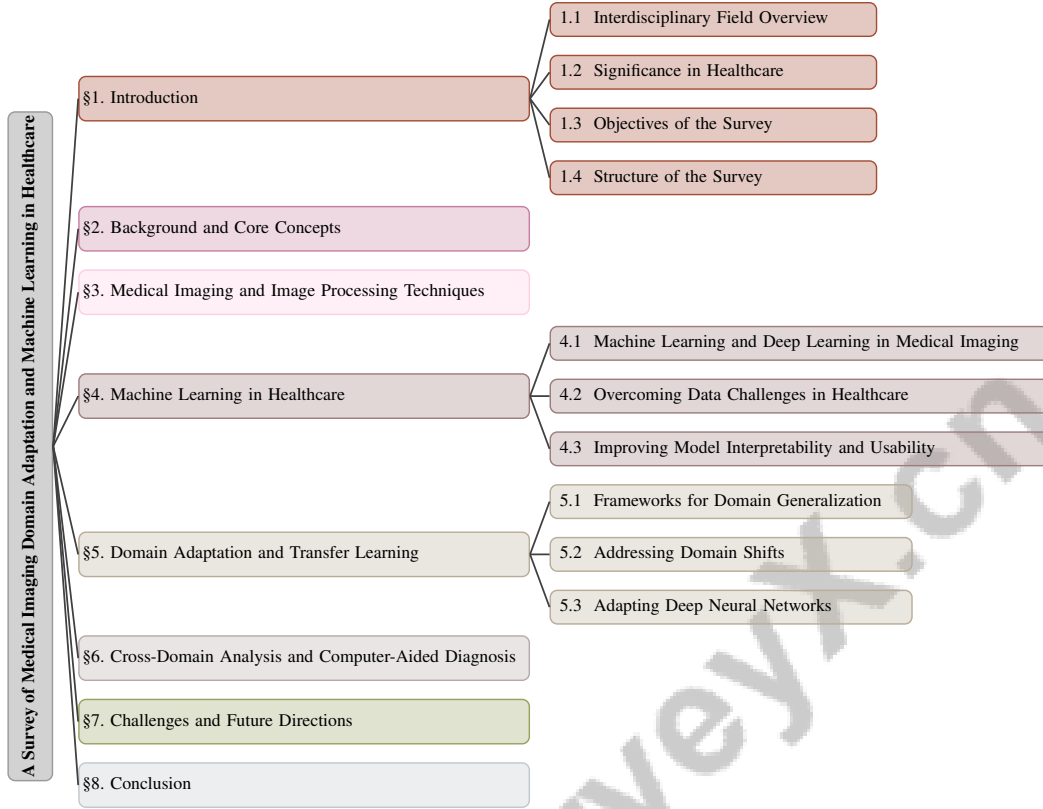 A Survey of Medical Imaging Domain Adaptation and Machine Learning in Healthcare
§1. Introduction
1.1 Interdisciplinary Field Overview
1.2 Significance in Healthcare
1.3 Objectives of the Survey
1.4 Structure of the Survey
§2. Background and Core Concepts
§3. Medical Imaging and Image Processing Techniques
§4. Machine Learning in Healthcare
4.1 Machine Learning and Deep Learning in Medical Imaging
4.2 Overcoming Data Challenges in Healthcare
4.3 Improving Model Interpretability and Usability
§5. Domain Adaptation and Transfer Learning
5.1 Frameworks for Domain Generalization
5.2 Addressing Domain Shifts
5.3 Adapting Deep Neural Networks
§6. Cross-Domain Analysis and Computer-Aided Diagnosis
§7. Challenges and Future Directions
§8. Conclusion
veyx.cn